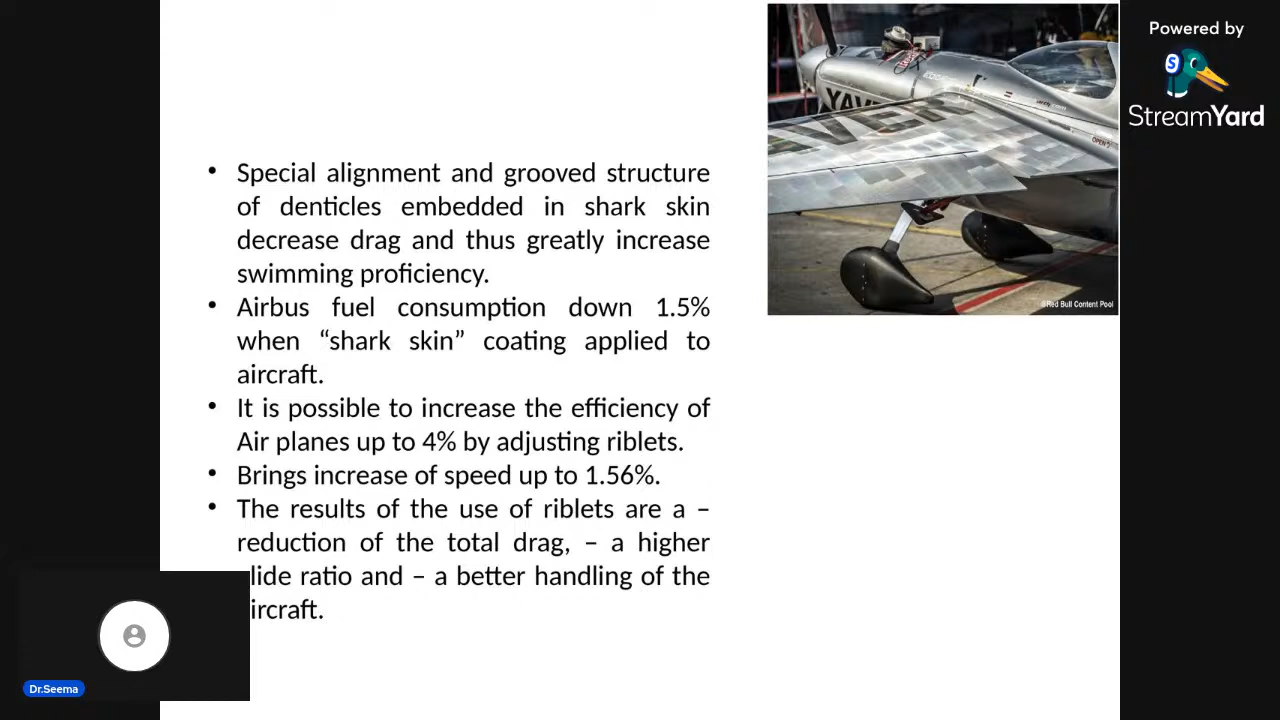 Powered by
StreamYard
YAV
OPEN
©Red Bull Content Pool
• Special alignment and grooved structure
of denticles embedded in shark skin
decrease drag and thus greatly increase
swimming proficiency.
• Airbus fuel consumption down 1.5%
when “shark skin” coating applied to
aircraft.
• It is possible to increase the efficiency of
Air planes up to 4% by adjusting riblets.
• Brings increase of speed up to 1.56%.
• The results of the use of riblets are a –
reduction of the total drag, – a higher
lide ratio and – a better handling of the
ircraft.
Dr.Seema